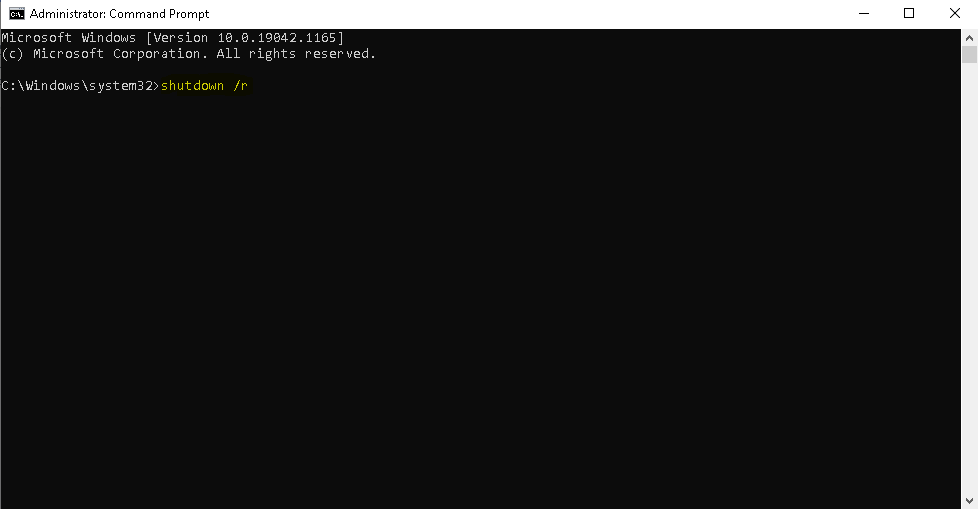 Administrator: Command Prompt
Microsoft Windows [Version 10.0.19042.1165]
(c) Microsoft Corporation. All rights reserved.
C:\Windows\system32>shutdown /r